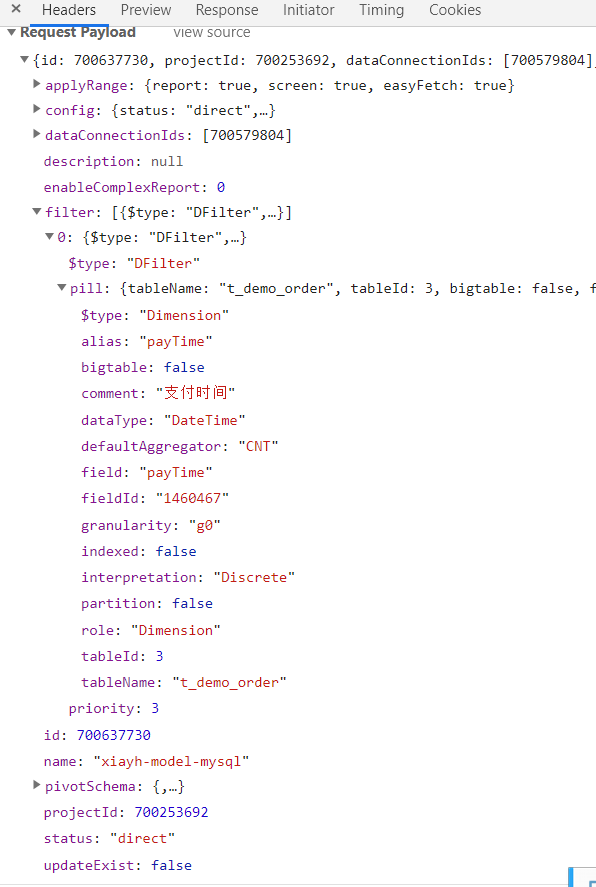 × Headers Preview Response Initiator Timing Cookies
▼Request Payload view source
▼{id: 700637730, projectId: 700253692, dataConnectionIds: [700579804],
▶applyRange: {report: true, screen: true, easyFetch: true}
▶config: {status: "direct",…}
▶dataConnectionIds: [700579804]
description: null
enableComplexReport: 0
▼filter: [{$type: "DFilter",…}]
▼0: {$type: "DFilter",…}
$type: "DFilter"
▼pill: {tableName: "t_demo_order", tableId: 3, bigtable: false, f
$type: "Dimension"
alias: "payTime"
bigtable: false
comment: "支付时间"
dataType: "DateTime"
defaultAggregator: "CNT"
field: "payTime"
fieldId: "1460467"
granularity: "g0"
indexed: false
interpretation: "Discrete"
partition: false
role: "Dimension"
tableId: 3
tableName: "t_demo_order"
priority: 3
id: 700637730
name: "xiayh-model-mysql"
▶pivotSchema: {,…}
projectId: 700253692
status: "direct"
updateExist: false